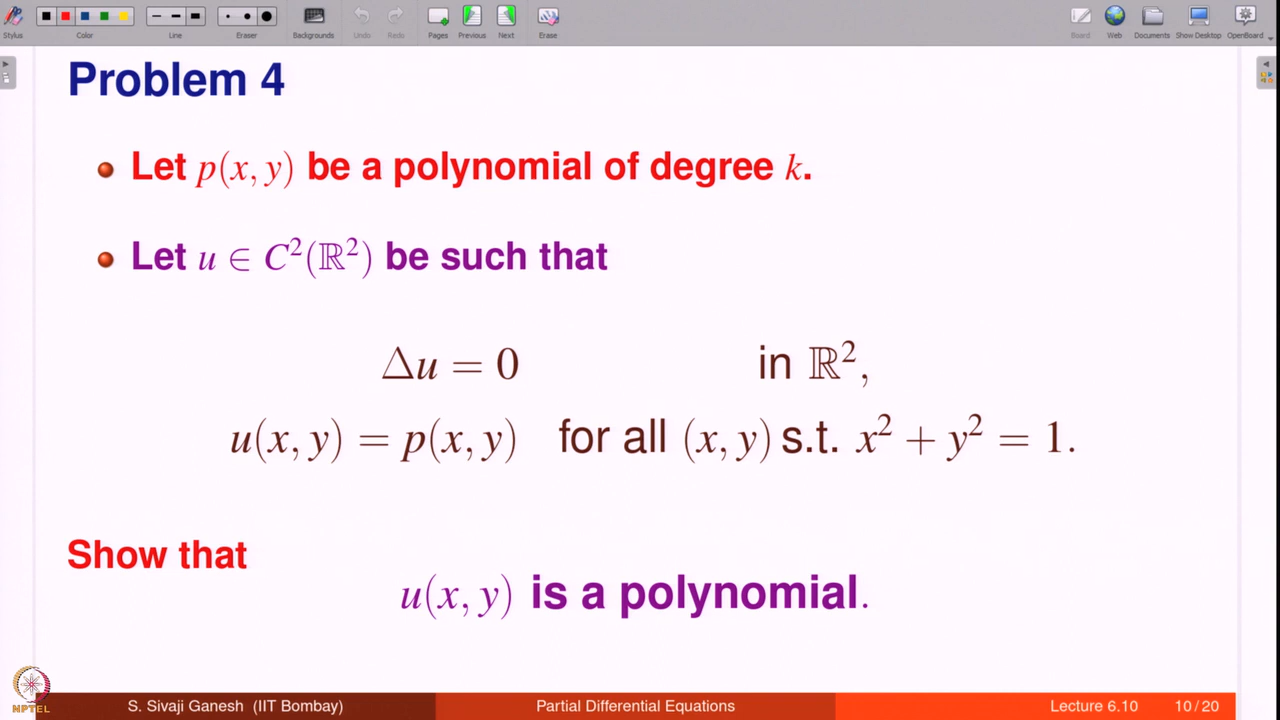 Stylus Color Line Eraser Backgrounds Undo Redo Pages Previous Next Erase Board Web Documents Show Desktop OpenBoard
Problem 4
Let p(x, y) be a polynomial of degree k.
Let u ∈ C²(ℝ²) be such that
Δu = 0 in ℝ²,
u(x, y) = p(x, y) for all (x, y) s.t. x² + y² = 1.
Show that
u(x, y) is a polynomial.
NPTEL
S. Sivaji Ganesh (IIT Bombay) Partial Differential Equations Lecture 6.10 10 / 20